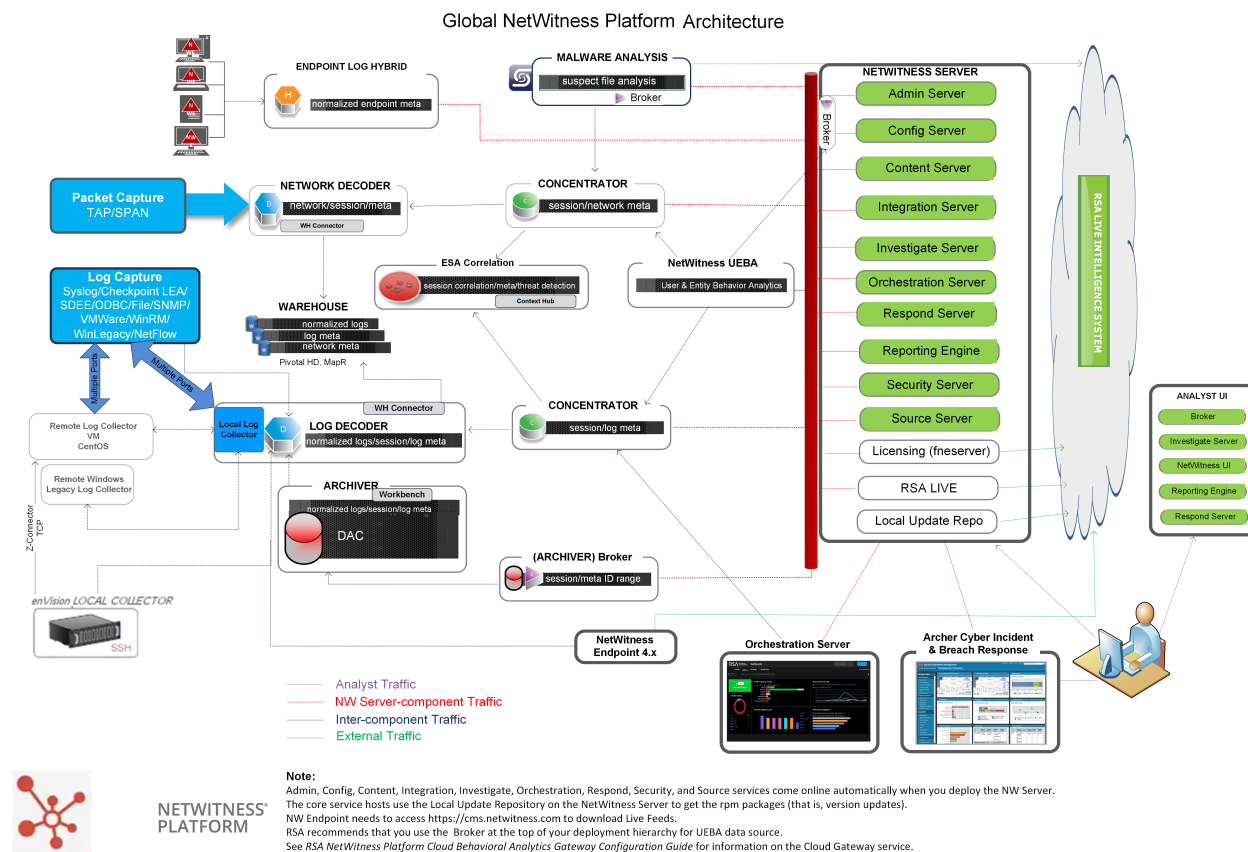 Global NetWitness Platform Architecture
ENDPOINT LOG HYBRID
H
normalized endpoint meta
N
N
N
NW
MALWARE ANALYSIS
suspect file analysis
Broker
NETWITNESS SERVER
Broker
Admin Server
Config Server
Content Server
Integration Server
Investigate Server
Orchestration Server
Respond Server
Reporting Engine
Security Server
Source Server
Licensing (fneserver)
RSA LIVE
Local Update Repo
RSA LIVE INTELLIGENCE SYSTEM
Packet Capture
TAP/SPAN
NETWORK DECODER
D
network/session/meta
WH Connector
CONCENTRATOR
C
session/network meta
ESA Correlation
session correlation/meta/threat detection
Context Hub
NetWitness UEBA
User & Entity Behavior Analytics
Log Capture
Syslog/Checkpoint LEA/
SDEE/ODBC/File/SNMP/
VMWare/WinRM/
WinLegacy/NetFlow
WAREHOUSE
normalized logs
log meta
network meta
Pivotal HD, MapR
Multiple Ports
Multiple Ports
Remote Log Collector
VM
CentOS
Remote Windows
Legacy Log Collector
Z-Connector
TCP
WH Connector
Local Log
Collector
D
LOG DECODER
normalized logs/session/log meta
CONCENTRATOR
C
session/log meta
ARCHIVER
Workbench
normalized logs/session/log meta
DAC
(ARCHIVER) Broker
session/meta ID range
enVision LOCAL COLLECTOR
SSH
NetWitness
Endpoint 4.x
ANALYST UI
Broker
Investigate Server
NetWitness UI
Reporting Engine
Respond Server
Orchestration Server
RSA
Archer Cyber Incident
& Breach Response
Analyst Traffic
NW Server-component Traffic
Inter-component Traffic
External Traffic
NETWITNESS®
PLATFORM
Note:
Admin, Config, Content, Integration, Investigate, Orchestration, Respond, Security, and Source services come online automatically when you deploy the NW Server.
The core service hosts use the Local Update Repository on the NetWitness Server to get the rpm packages (that is, version updates).
NW Endpoint needs to access https://cms.netwitness.com to download Live Feeds.
RSA recommends that you use the Broker at the top of your deployment hierarchy for UEBA data source.
See RSA NetWitness Platform Cloud Behavioral Analytics Gateway Configuration Guide for information on the Cloud Gateway service.